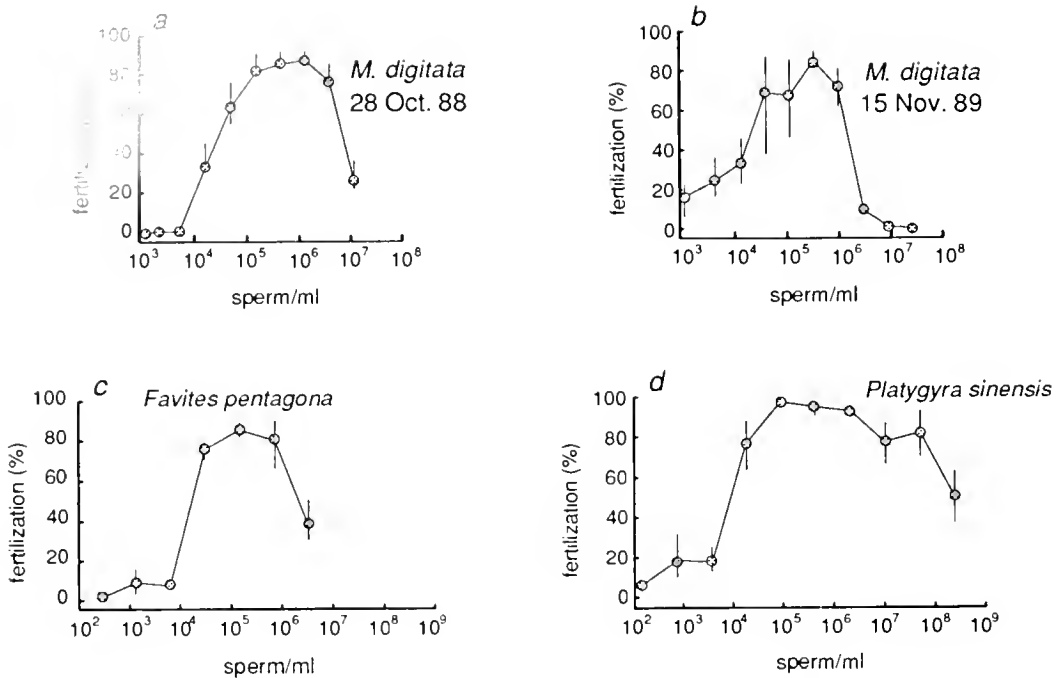 a
100
80
40
20
0
fertili
10³ 10⁴ 10⁵ 10⁶ 10⁷ 10⁸
sperm/ml
M. digitata
28 Oct. 88
b
100
80
60
40
20
0
10³ 10⁴ 10⁵ 10⁶ 10⁷ 10⁸
sperm/ml
M. digitata
15 Nov. 89
c
Favites pentagona
100
80
60
40
20
0
fertilization (%)
10² 10³ 10⁴ 10⁵ 10⁶ 10⁷ 10⁸ 10⁹
sperm/ml
d
Platygyra sinensis
100
80
60
40
20
0
fertilization (%)
10² 10³ 10⁴ 10⁵ 10⁶ 10⁷ 10⁸ 10⁹
sperm/ml